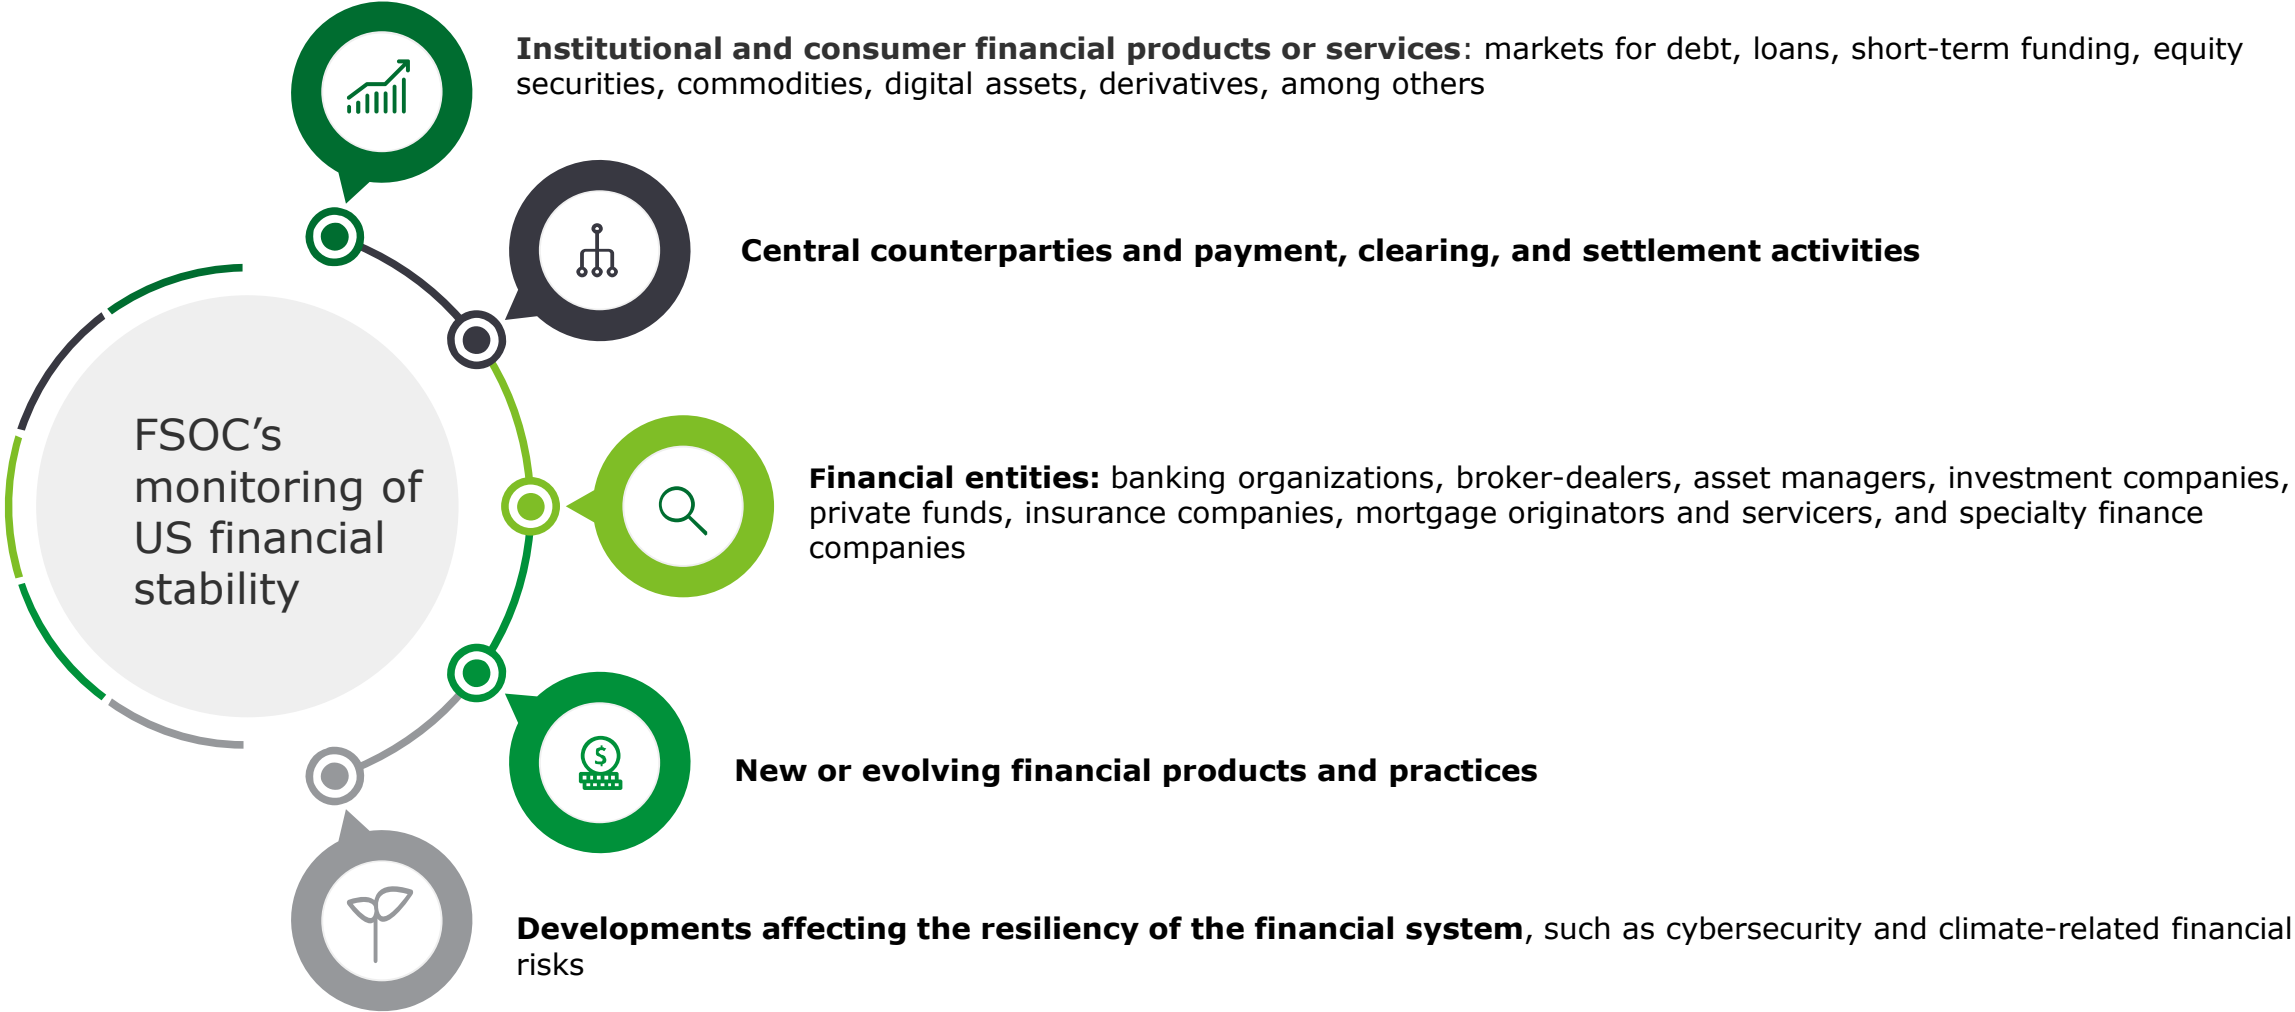 Institutional and consumer financial products or services: markets for debt, loans, short-term funding, equity
securities, commodities, digital assets, derivatives, among others
Central counterparties and payment, clearing, and settlement activities
FSOC’s
monitoring of
US financial
stability
Financial entities: banking organizations, broker-dealers, asset managers, investment companies,
private funds, insurance companies, mortgage originators and servicers, and specialty finance
companies
$
New or evolving financial products and practices
Developments affecting the resiliency of the financial system, such as cybersecurity and climate-related financial
risks